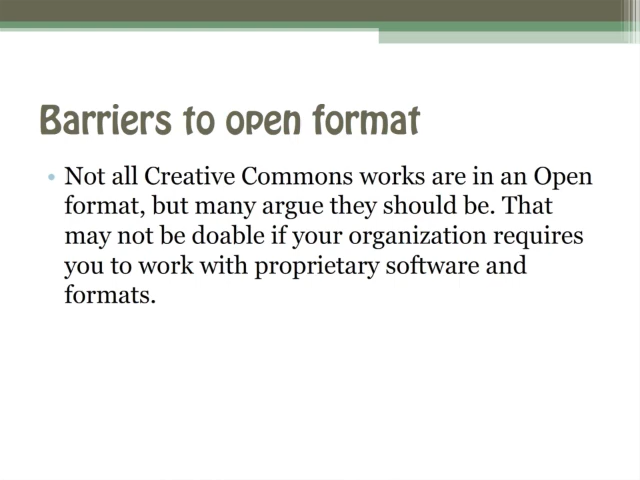 Barriers to open format
• Not all Creative Commons works are in an Open
format, but many argue they should be. That
may not be doable if your organization requires
you to work with proprietary software and
formats.